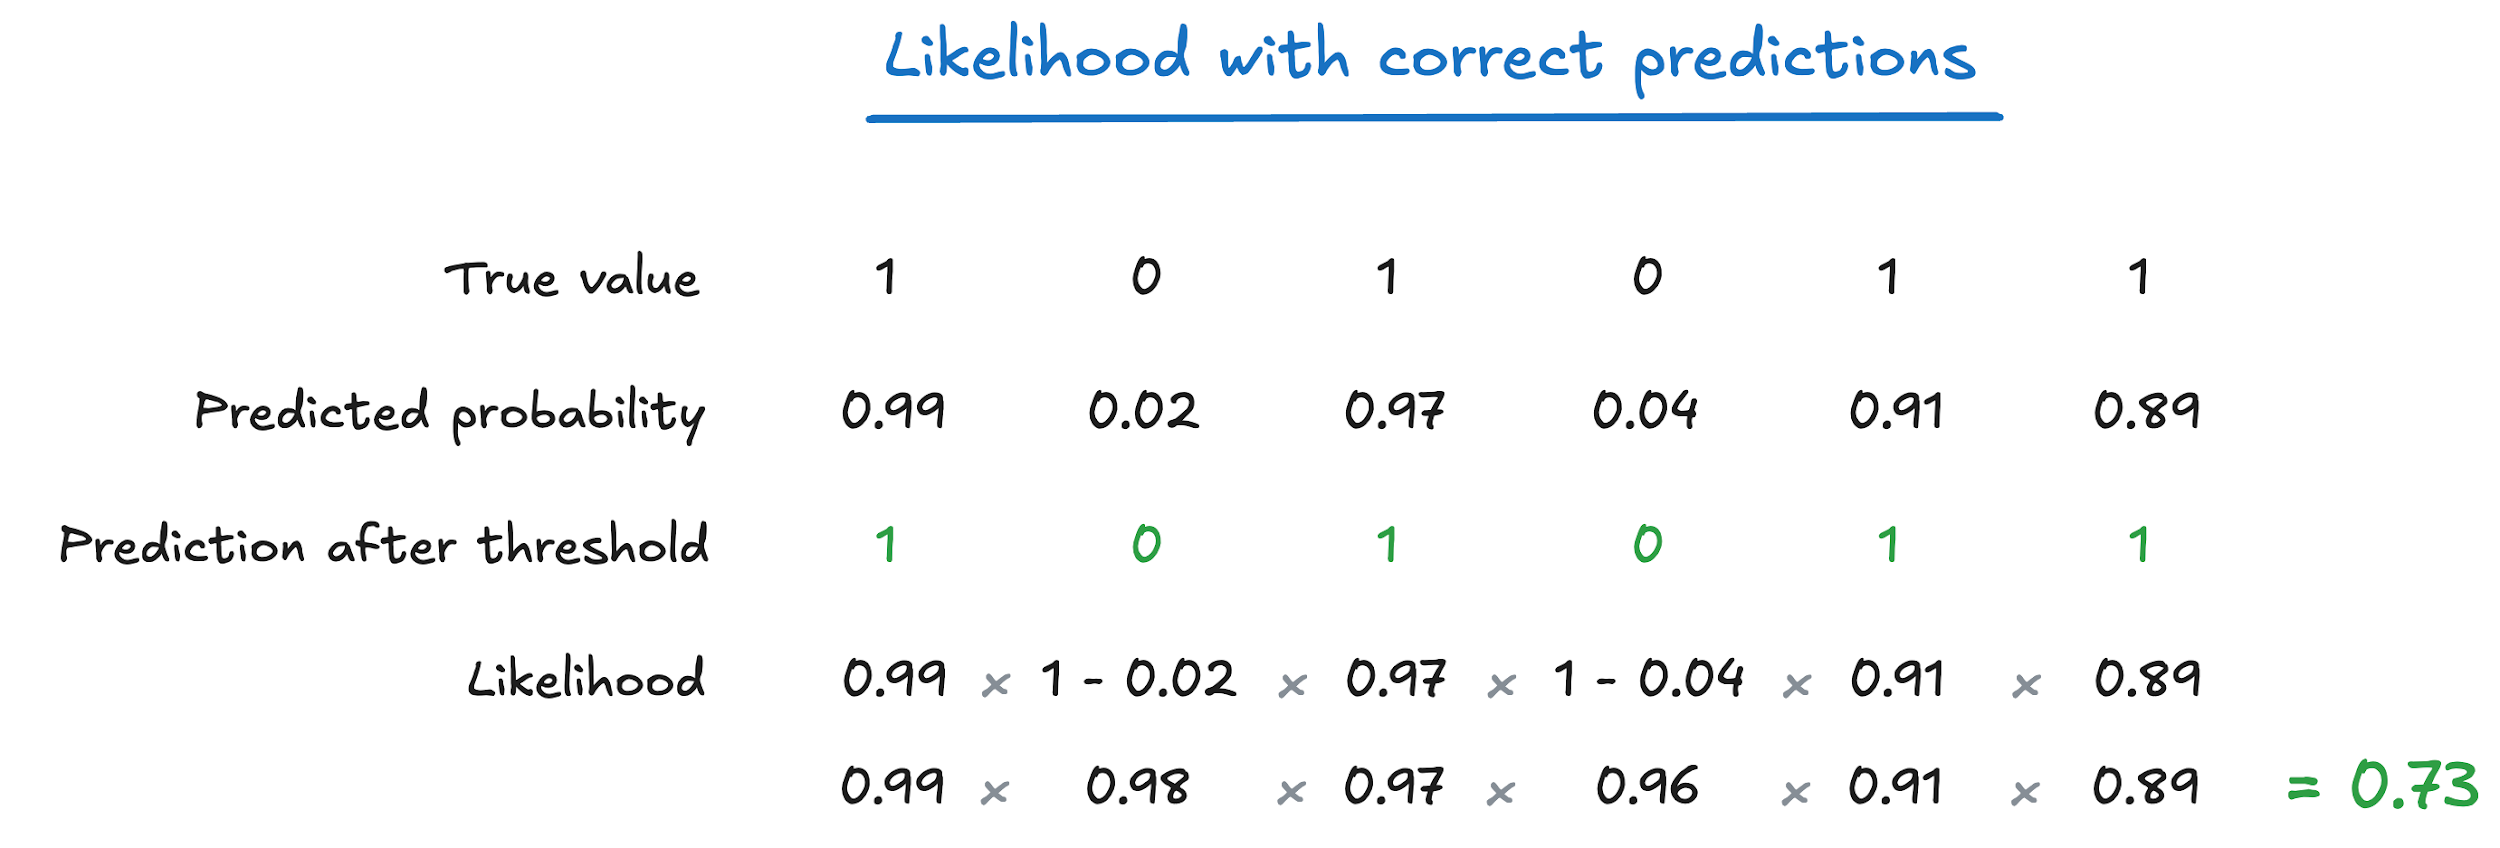 Likelihood with correct predictions
True value 1 0 1 0 1 1
Predicted probability 0.99 0.02 0.97 0.04 0.91 0.89
Prediction after threshold 1 0 1 0 1 1
Likelihood 0.99 × 1 - 0.02 × 0.97 × 1 - 0.04 × 0.91 × 0.89
0.99 × 0.98 × 0.97 × 0.96 × 0.91 × 0.89 = 0.73